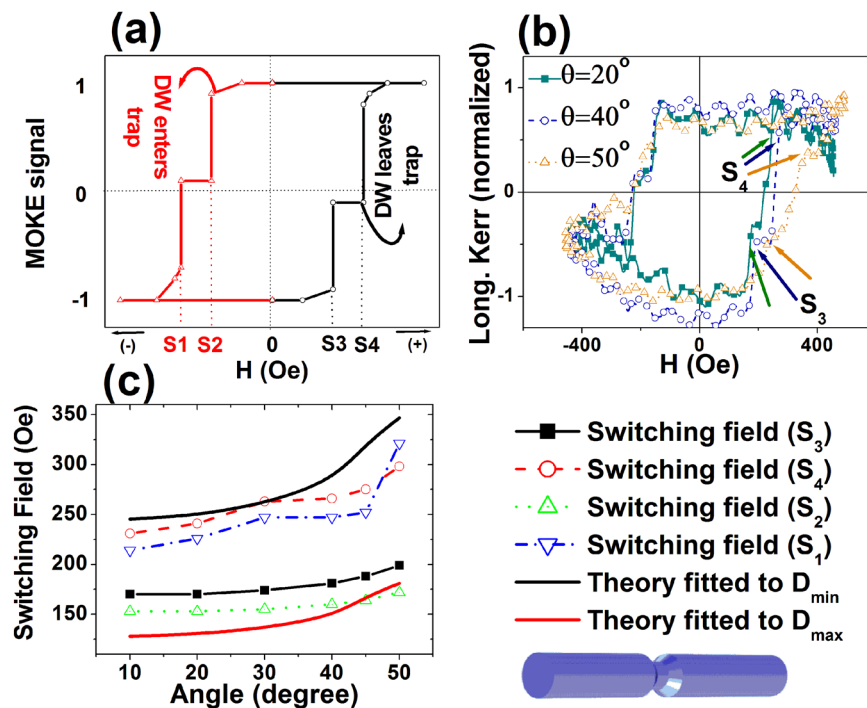 (a)
MOKE signal
1
0
-1
DW enters
trap
DW leaves
trap
(-)
S1
S2
0
S3
S4
(+)
H (Oe)
(b)
Long. Kerr (normalized)
1
0
-1
θ=20°
θ=40°
θ=50°
S4
S3
-400 -200 0 200 400
H (Oe)
(c)
Switching Field (Oe)
350
300
250
200
150
10 20 30 40 50
Angle (degree)
Switching field (S3)
Switching field (S4)
Switching field (S2)
Switching field (S1)
Theory fitted to Dmin
Theory fitted to Dmax